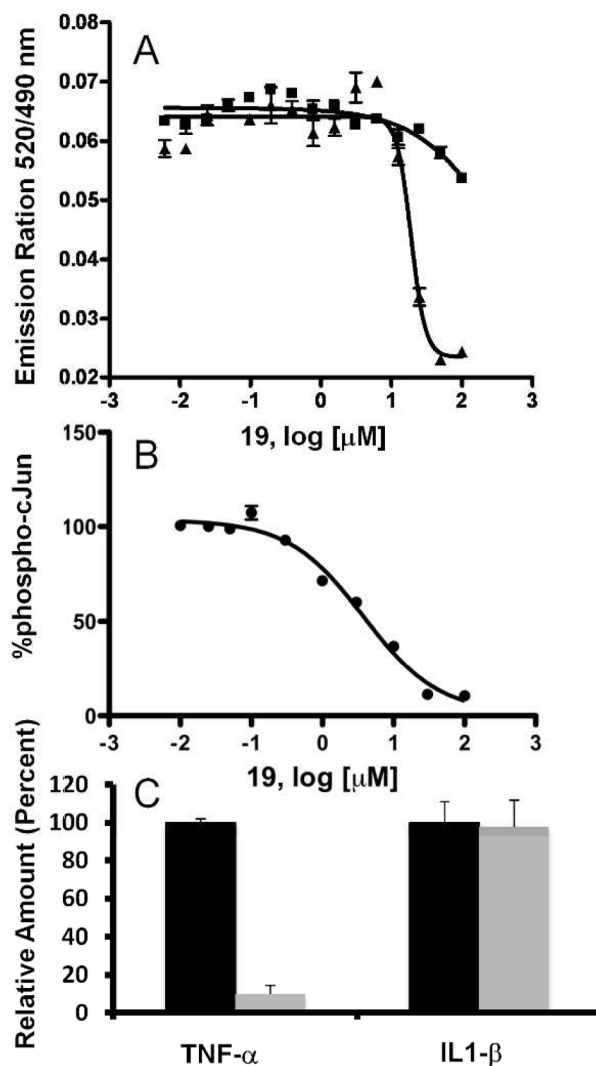 A
Emission Ration 520/490 nm
0.08
0.07
0.06
0.05
0.04
0.03
0.02
-3 -2 -1 0 1 2 3
19, log [μM]
B
%phospho-cJun
150
100
50
0
-3 -2 -1 0 1 2 3
19, log [μM]
C
Relative Amount (Percent)
120
100
80
60
40
20
0
TNF-α IL1-β